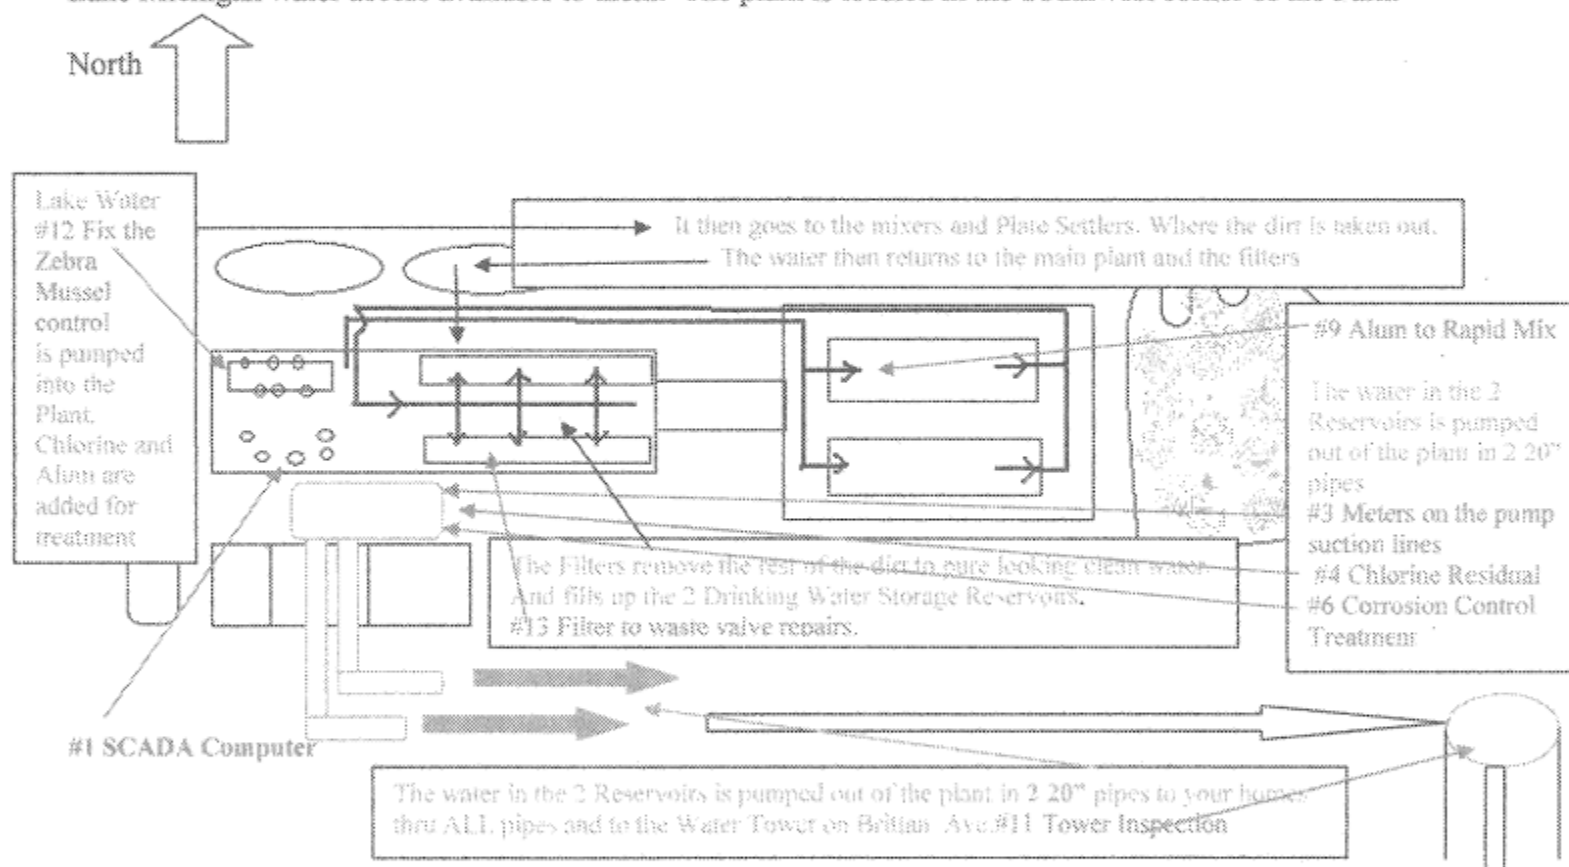 North
Lake Water
#12 Fix the
Zebra
Mussel
control
is pumped
into the
Plant.
Chlorine and
Alum are
added for
treatment
It then goes to the mixers and Plate Settlers. Where the dirt is taken out.
The water then returns to the main plant and the filters
#9 Alum to Rapid Mix
The water in the 2
Reservoirs is pumped
out of the plant in 2 20"
pipes
#3 Meters on the pump
suction lines
#4 Chlorine Residual
#6 Corrosion Control
Treatment
The Filters remove the rest of the dirt to pure looking clean water.
And fills up the 2 Drinking Water Storage Reservoirs.
#13 Filter to waste valve repairs.
#1 SCADA Computer
The water in the 2 Reservoirs is pumped out of the plant in 2 20" pipes to your homes
thru ALL pipes and to the Water Tower on Brittan Ave.#11 Tower Inspection